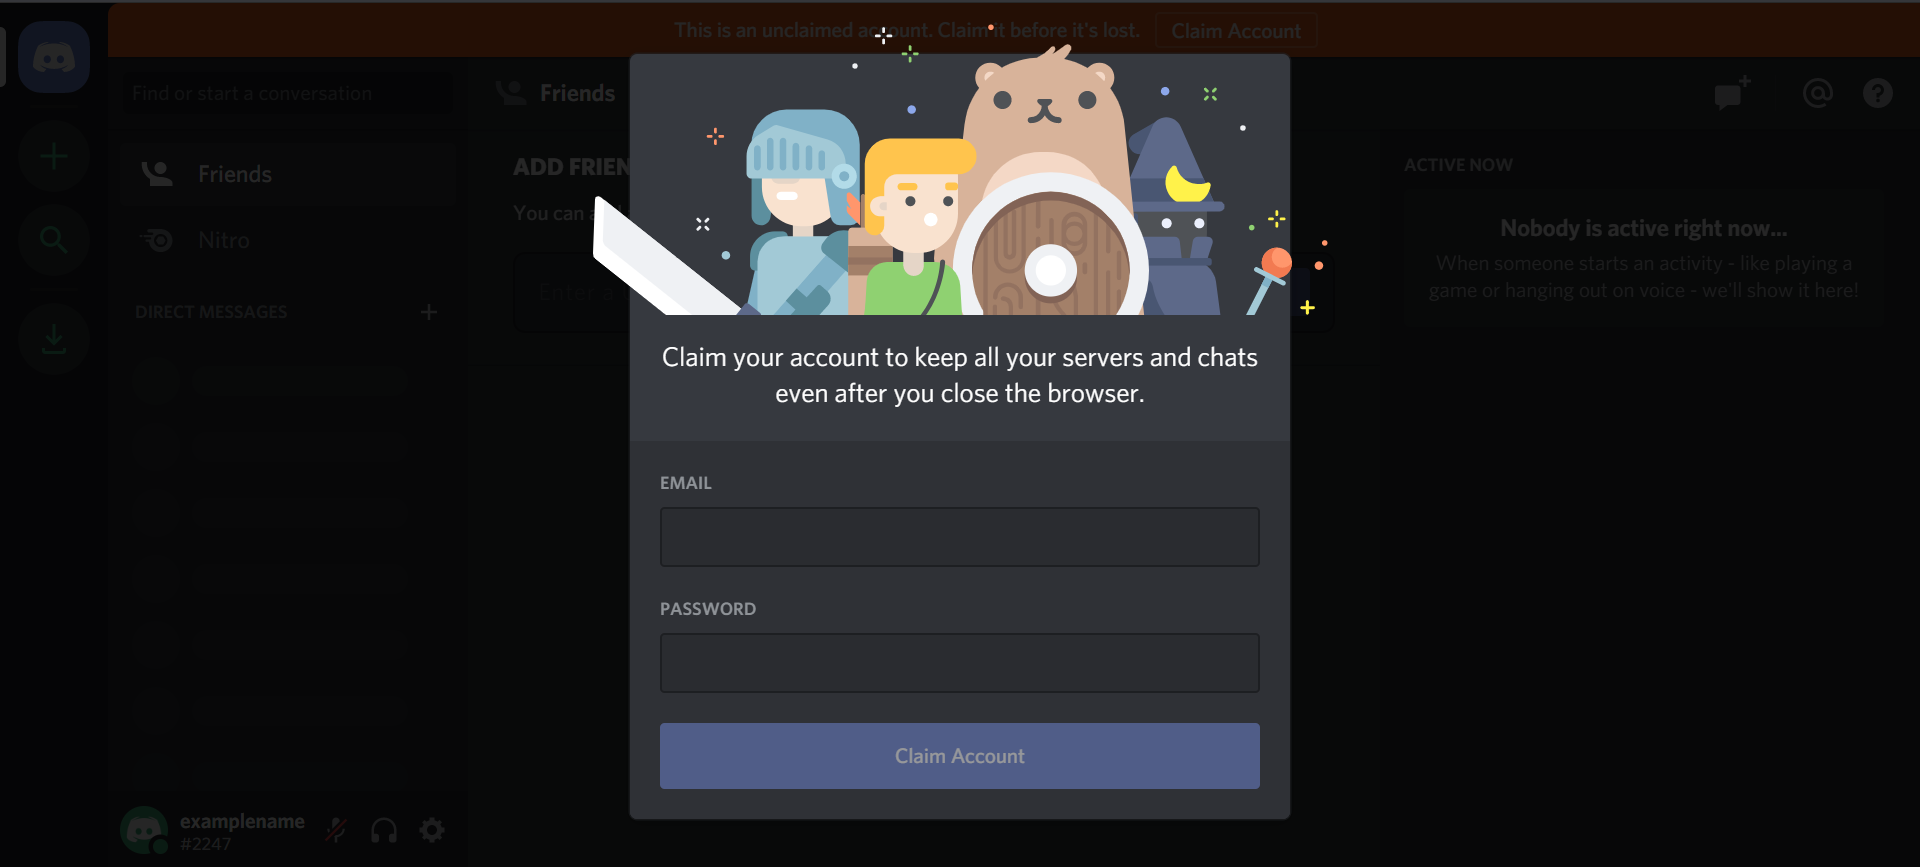 This is an unclaimed account. Claim it before it's lost.
Claim Account
Find or start a conversation
Friends
Nitro
DIRECT MESSAGES
examplename
#2247
Friends
ADD FRIEN
You can a
Enter a
Claim your account to keep all your servers and chats
even after you close the browser.
EMAIL
PASSWORD
Claim Account
ACTIVE NOW
Nobody is active right now...
When someone starts an activity - like playing a
game or hanging out on voice - we'll show it here!